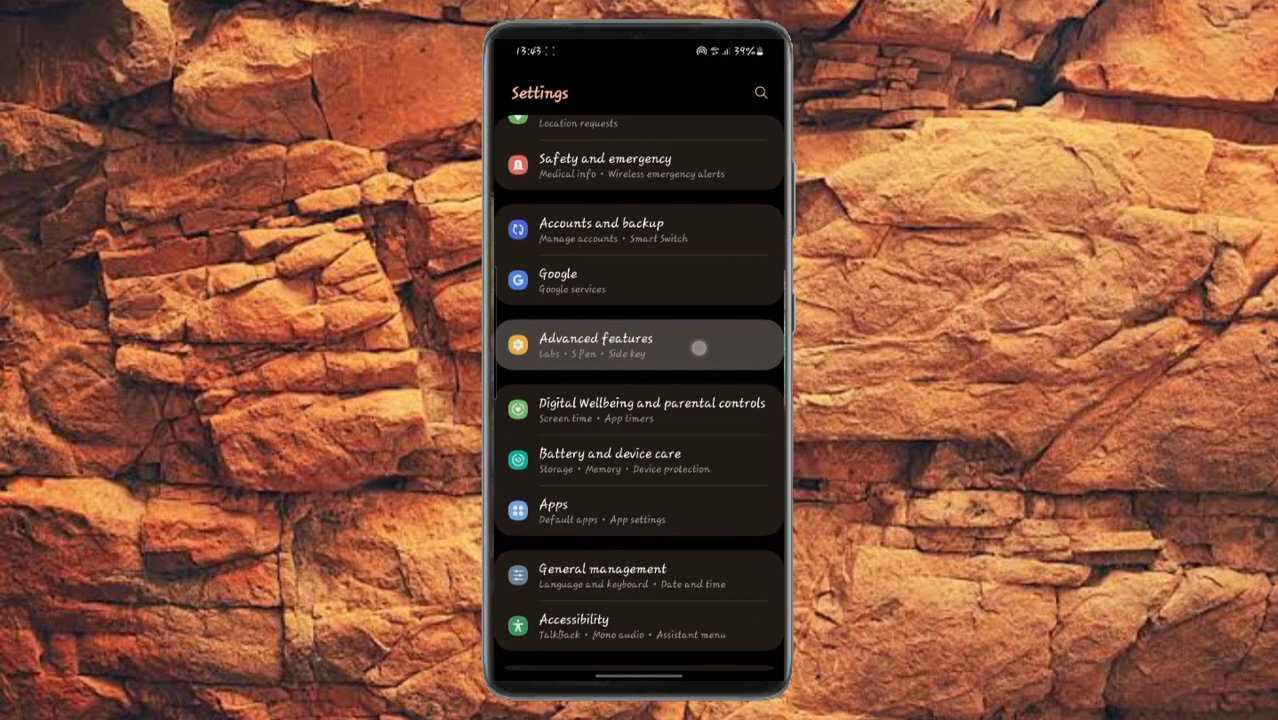 13:43
39%
Settings
Location requests
Safety and emergency
Medical info • Wireless emergency alerts
Accounts and backup
Manage accounts • Smart Switch
Google
Google services
Advanced features
Labs • S Pen • Side key
Digital Wellbeing and parental controls
Screen time • App timers
Battery and device care
Storage • Memory • Device protection
Apps
Default apps • App settings
General management
Language and keyboard • Date and time
Accessibility
TalkBack • Mono audio • Assistant menu